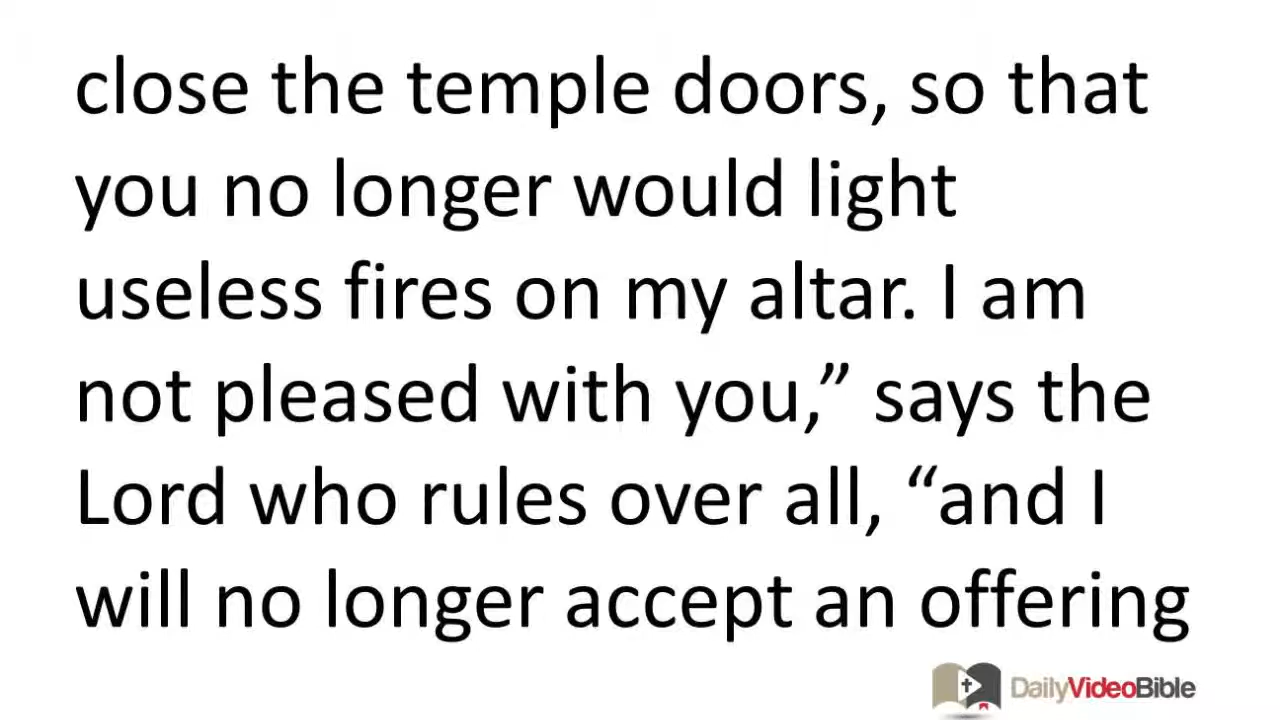 close the temple doors, so that
you no longer would light
useless fires on my altar. I am
not pleased with you,” says the
Lord who rules over all, “and I
will no longer accept an offering
DailyVideoBible